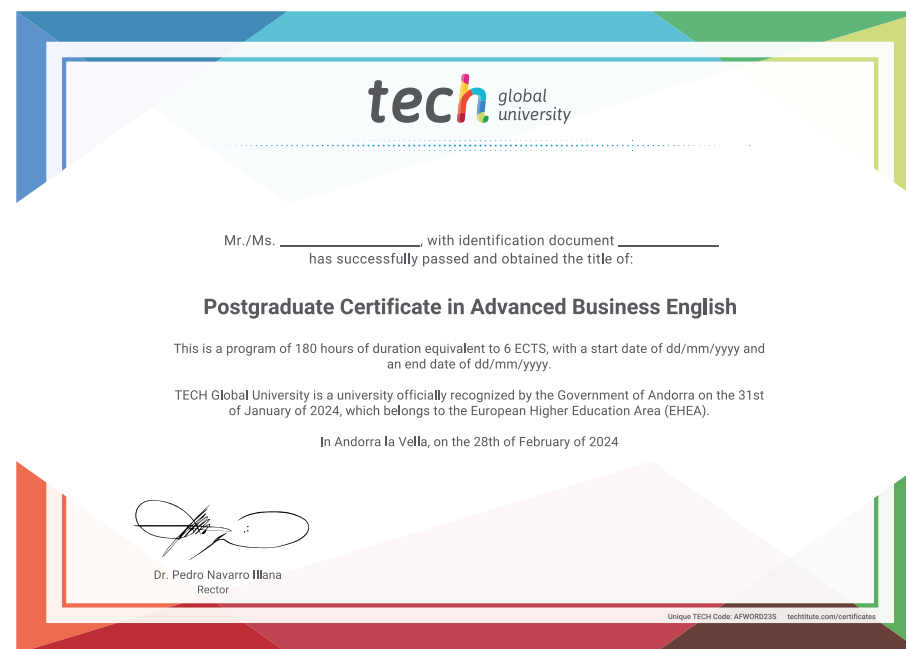 tech global university
Mr./Ms. ____________________, with identification document ______________
has successfully passed and obtained the title of:
Postgraduate Certificate in Advanced Business English
This is a program of 180 hours of duration equivalent to 6 ECTS, with a start date of dd/mm/yyyy and
an end date of dd/mm/yyyy.
TECH Global University is a university officially recognized by the Government of Andorra on the 31st
of January of 2024, which belongs to the European Higher Education Area (EHEA).
In Andorra la Vella, on the 28th of February of 2024
Dr. Pedro Navarro Illana
Rector
Unique TECH Code: AFWORD23S techtitute.com/certificates